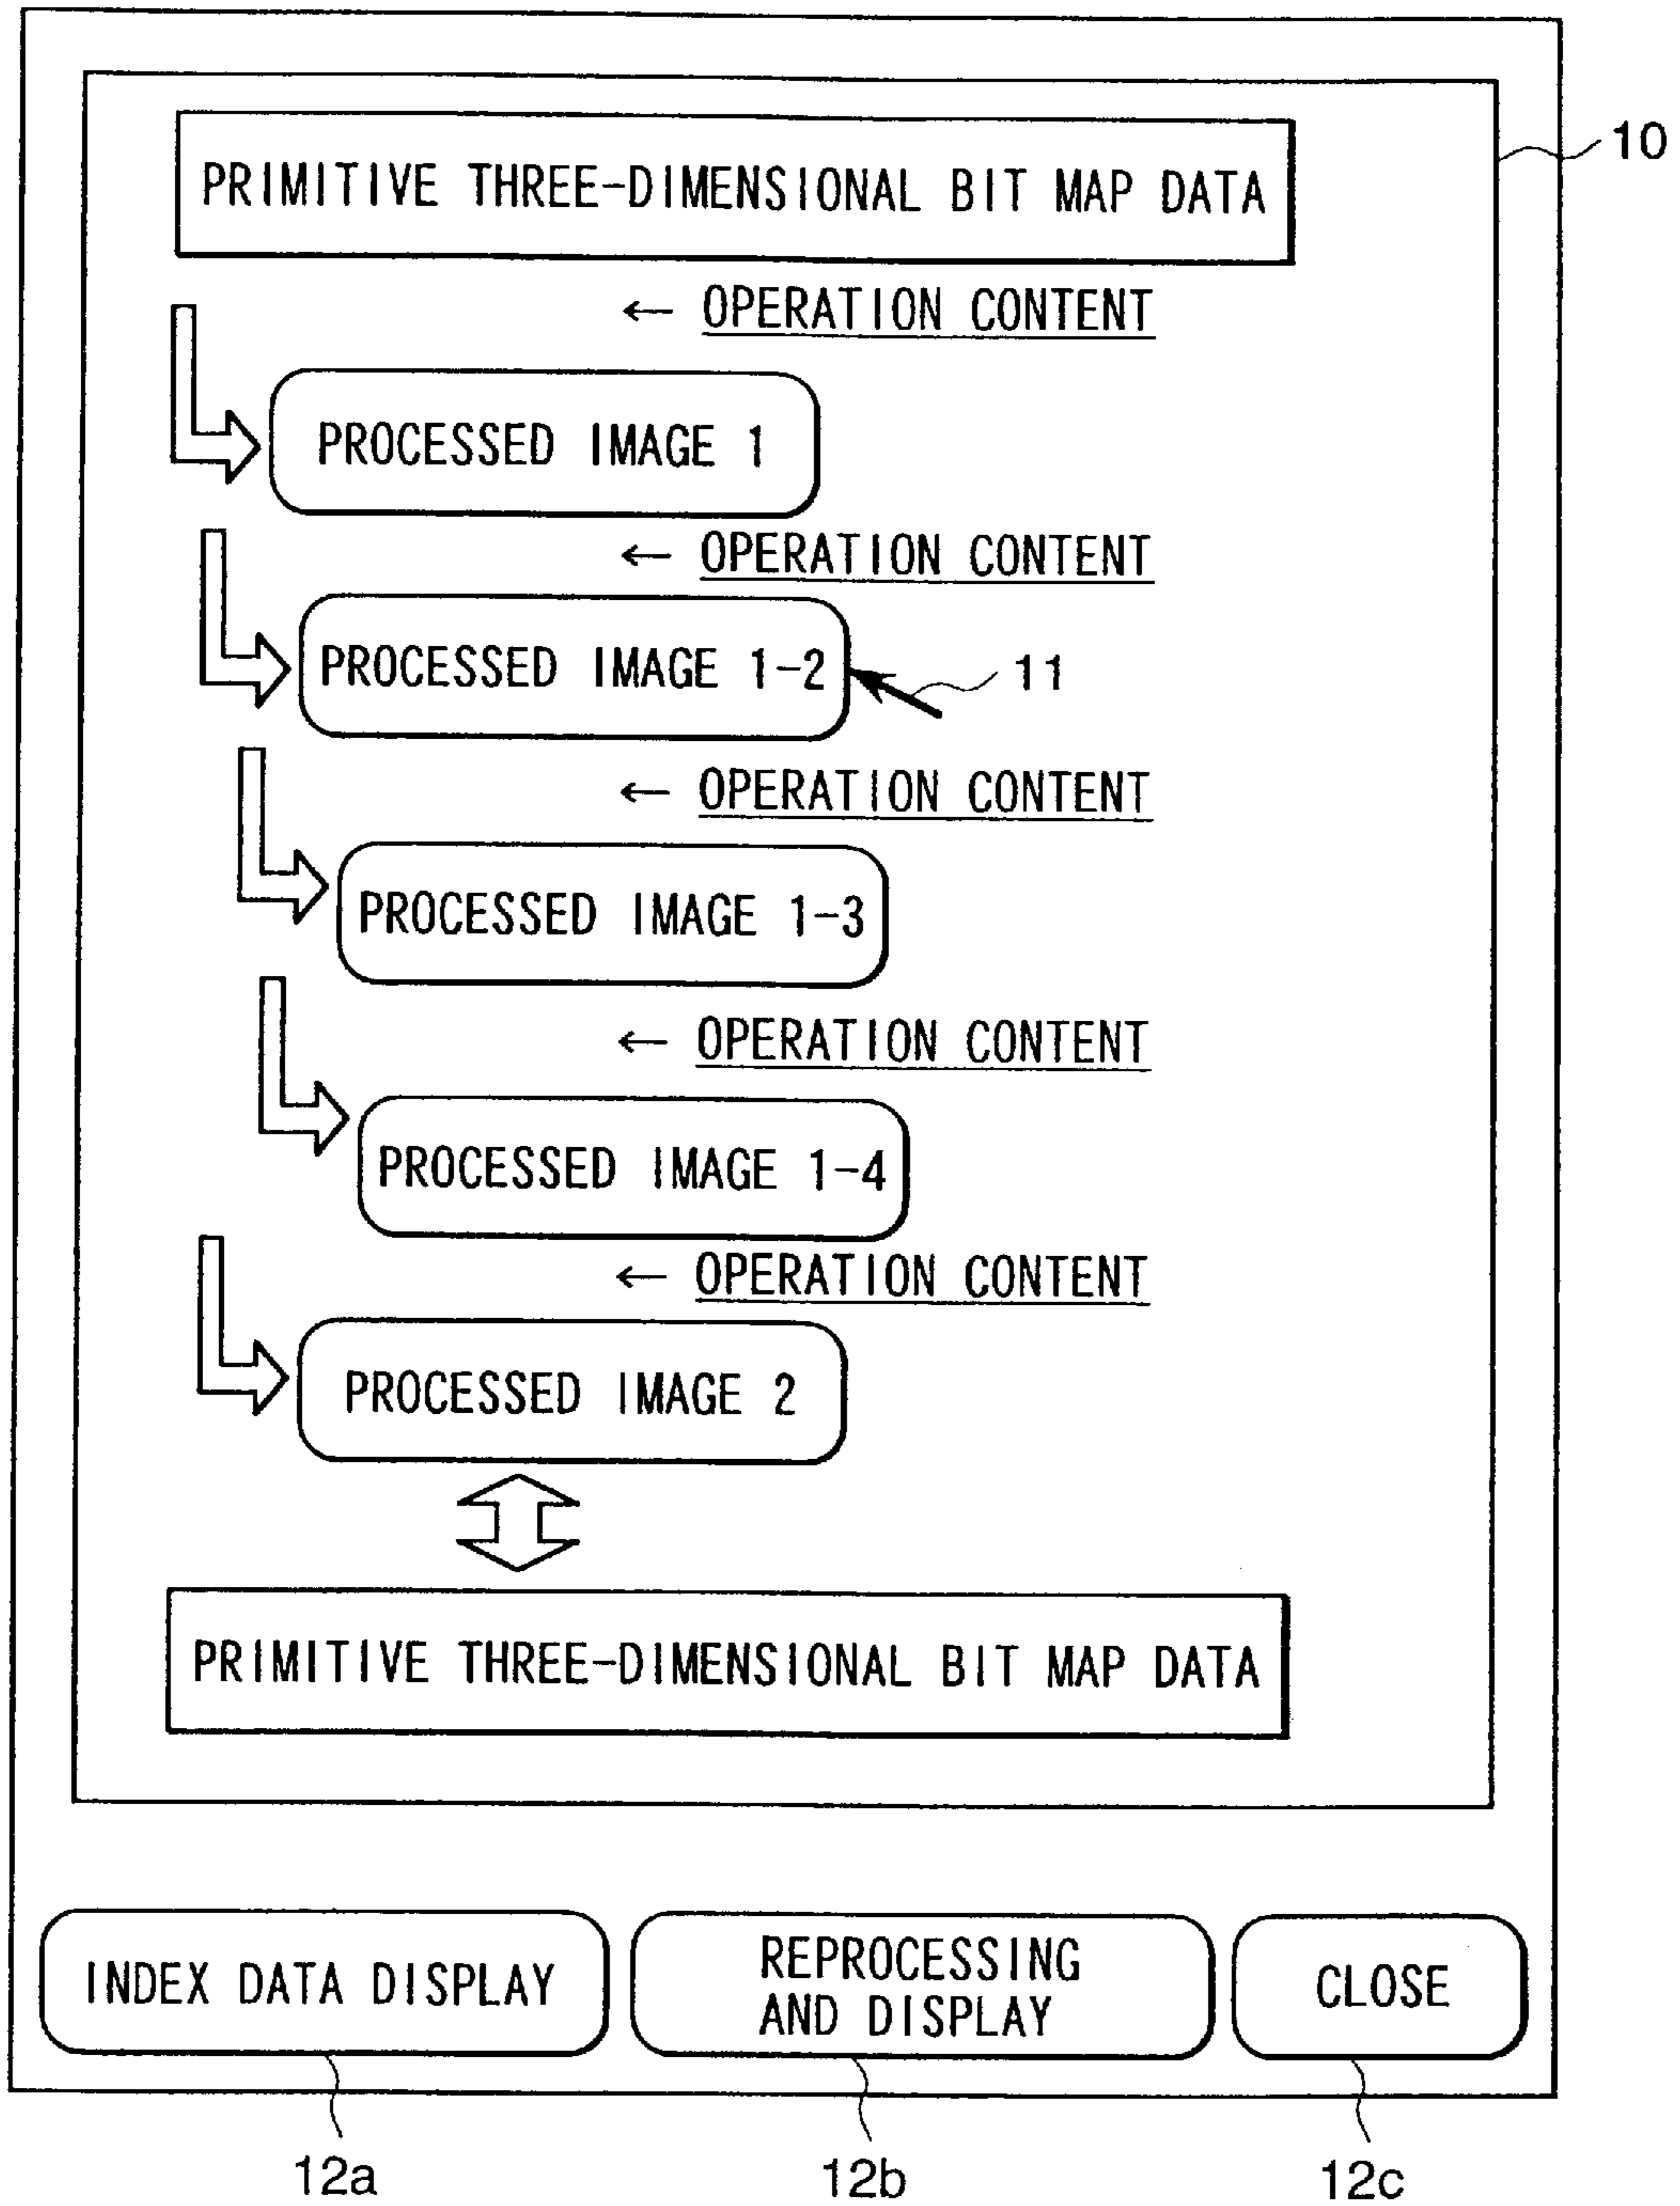 PRIMITIVE THREE-DIMENSIONAL BIT MAP DATA
10
← OPERATION CONTENT
PROCESSED IMAGE 1
← OPERATION CONTENT
PROCESSED IMAGE 1-2
11
← OPERATION CONTENT
PROCESSED IMAGE 1-3
← OPERATION CONTENT
PROCESSED IMAGE 1-4
← OPERATION CONTENT
PROCESSED IMAGE 2
PRIMITIVE THREE-DIMENSIONAL BIT MAP DATA
INDEX DATA DISPLAY
REPROCESSING
AND DISPLAY
CLOSE
12a
12b
12c